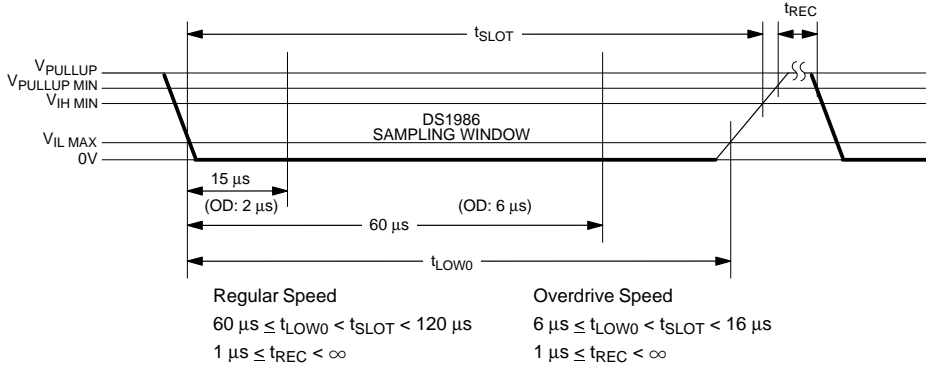 tREC
tSLOT
VPULLUP
VPULLUP MIN
VIH MIN
DS1986
SAMPLING WINDOW
VIL MAX
0V
15 µs
(OD: 2 µs) (OD: 6 µs)
60 µs
tLOW0
Regular Speed Overdrive Speed
60 µs ≤ tLOW0 < tSLOT < 120 µs 6 µs ≤ tLOW0 < tSLOT < 16 µs
1 µs ≤ tREC < ∞ 1 µs ≤ tREC < ∞